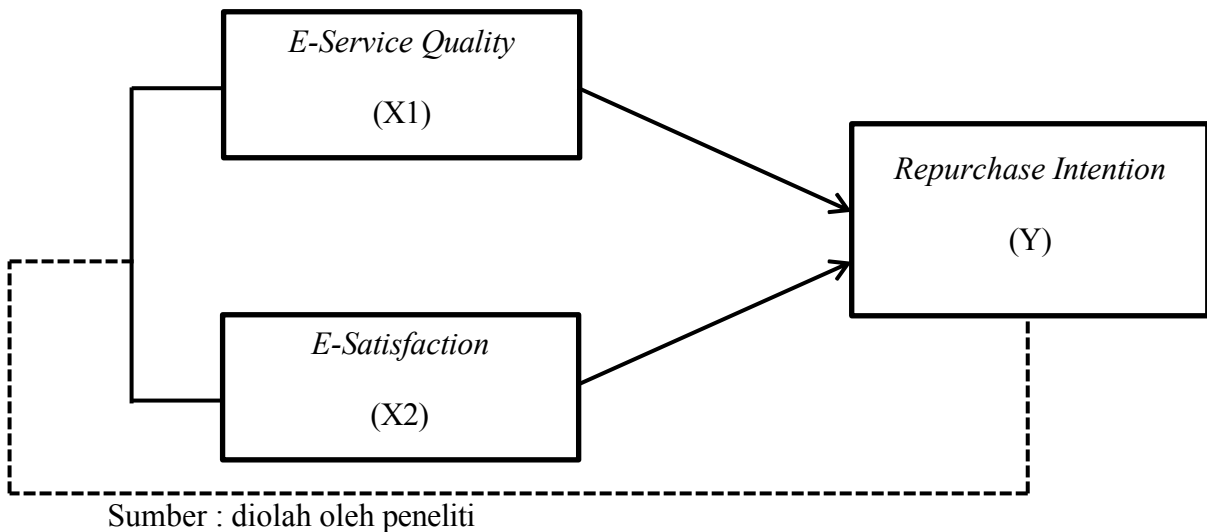 E-Service Quality
(X1)
Repurchase Intention
(Y)
E-Satisfaction
(X2)
Sumber : diolah oleh peneliti